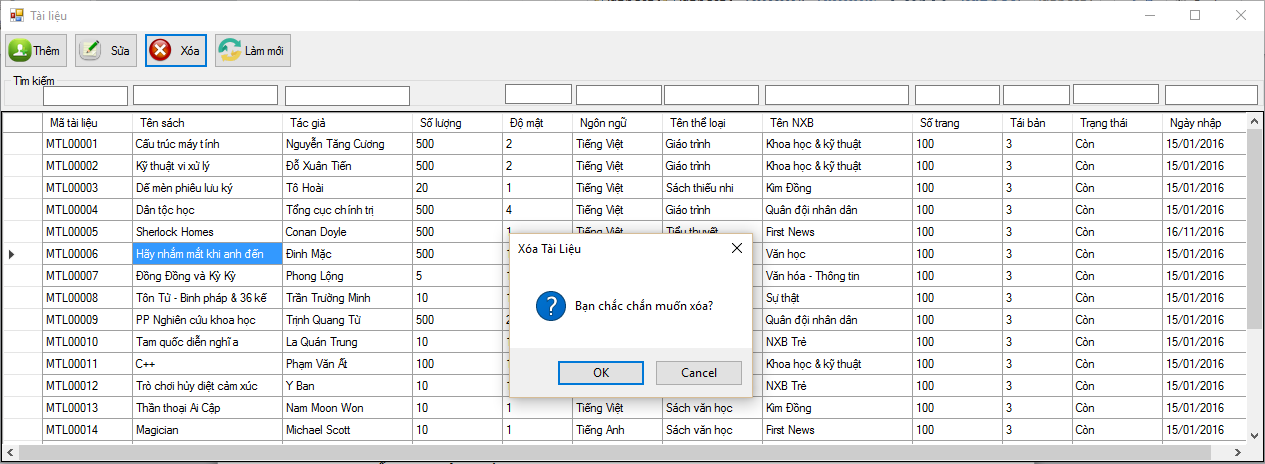 Tài liệu
Thêm Sửa Xóa Làm mới
Tìm kiếm
Mã tài liệu Tên sách Tác giả Số lượng Độ mật Ngôn ngữ Tên thể loại Tên NXB Số trang Tái bản Trạng thái Ngày nhập
MTL00001 Cấu trúc máy tính Nguyễn Tăng Cương 500 2 Tiếng Việt Giáo trình Khoa học & kỹ thuật 100 3 Còn 15/01/2016
MTL00002 Kỹ thuật vi xử lý Đỗ Xuân Tiến 500 2 Tiếng Việt Giáo trình Khoa học & kỹ thuật 100 3 Còn 15/01/2016
MTL00003 Dế mèn phiêu lưu ký Tô Hoài 20 1 Tiếng Việt Sách thiếu nhi Kim Đồng 100 3 Còn 15/01/2016
MTL00004 Dân tộc học Tổng cục chính trị 500 4 Tiếng Việt Giáo trình Quân đội nhân dân 100 3 Còn 15/01/2016
MTL00005 Sherlock Homes Conan Doyle 500 1 Tiếng Việt Tiểu thuyết First News 100 3 Còn 16/11/2016
MTL00006 Hãy nhắm mắt khi anh đến Đinh Mặc 500 Văn học 100 3 Còn 15/01/2016
MTL00007 Đồng Đồng và Kỳ Kỳ Phong Lộng 5 Văn hóa - Thông tin 100 3 Còn 15/01/2016
MTL00008 Tôn Tử - Binh pháp & 36 kế Trần Trường Minh 10 Sự thật 100 3 Còn 15/01/2016
MTL00009 PP Nghiên cứu khoa học Trịnh Quang Từ 500 2 Quân đội nhân dân 100 3 Còn 15/01/2016
MTL00010 Tam quốc diễn nghĩa La Quán Trung 10 NXB Trẻ 100 3 Còn 15/01/2016
MTL00011 C++ Phạm Văn Ất 100 Khoa học & kỹ thuật 100 3 Còn 15/01/2016
MTL00012 Trò chơi hủy diệt cảm xúc Y Ban 10 NXB Trẻ 100 3 Còn 15/01/2016
MTL00013 Thần thoại Ai Cập Nam Moon Won 10 1 Tiếng Việt Sách văn học Kim Đồng 100 3 Còn 15/01/2016
MTL00014 Magician Michael Scott 10 1 Tiếng Anh Sách văn học First News 100 3 Còn 15/01/2016
Xóa Tài Liệu
Bạn chắc chắn muốn xóa?
OK Cancel